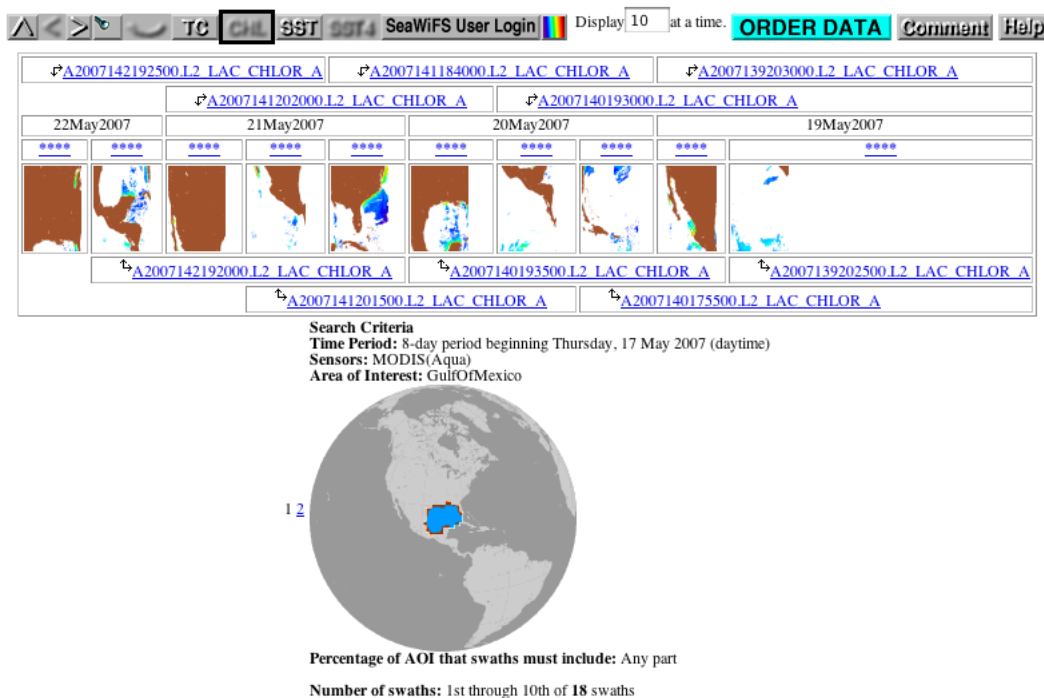 TC CHL SST SST4 SeaWiFS User Login Display 10 at a time. ORDER DATA Comment Help
A2007142192500.L2_LAC_CHLOR_A A2007141184000.L2_LAC_CHLOR_A A2007139203000.L2_LAC_CHLOR_A
A2007141202000.L2_LAC_CHLOR_A A2007140193000.L2_LAC_CHLOR_A
22May2007 21May2007 20May2007 19May2007
**** **** **** **** **** **** **** **** **** ****
A2007142192000.L2_LAC_CHLOR_A A2007140193500.L2_LAC_CHLOR_A A2007139202500.L2_LAC_CHLOR_A
A2007141201500.L2_LAC_CHLOR_A A2007140175500.L2_LAC_CHLOR_A
Search Criteria
Time Period: 8-day period beginning Thursday, 17 May 2007 (daytime)
Sensors: MODIS(Aqua)
Area of Interest: GulfOfMexico
1 2
Percentage of AOI that swaths must include: Any part
Number of swaths: 1st through 10th of 18 swaths